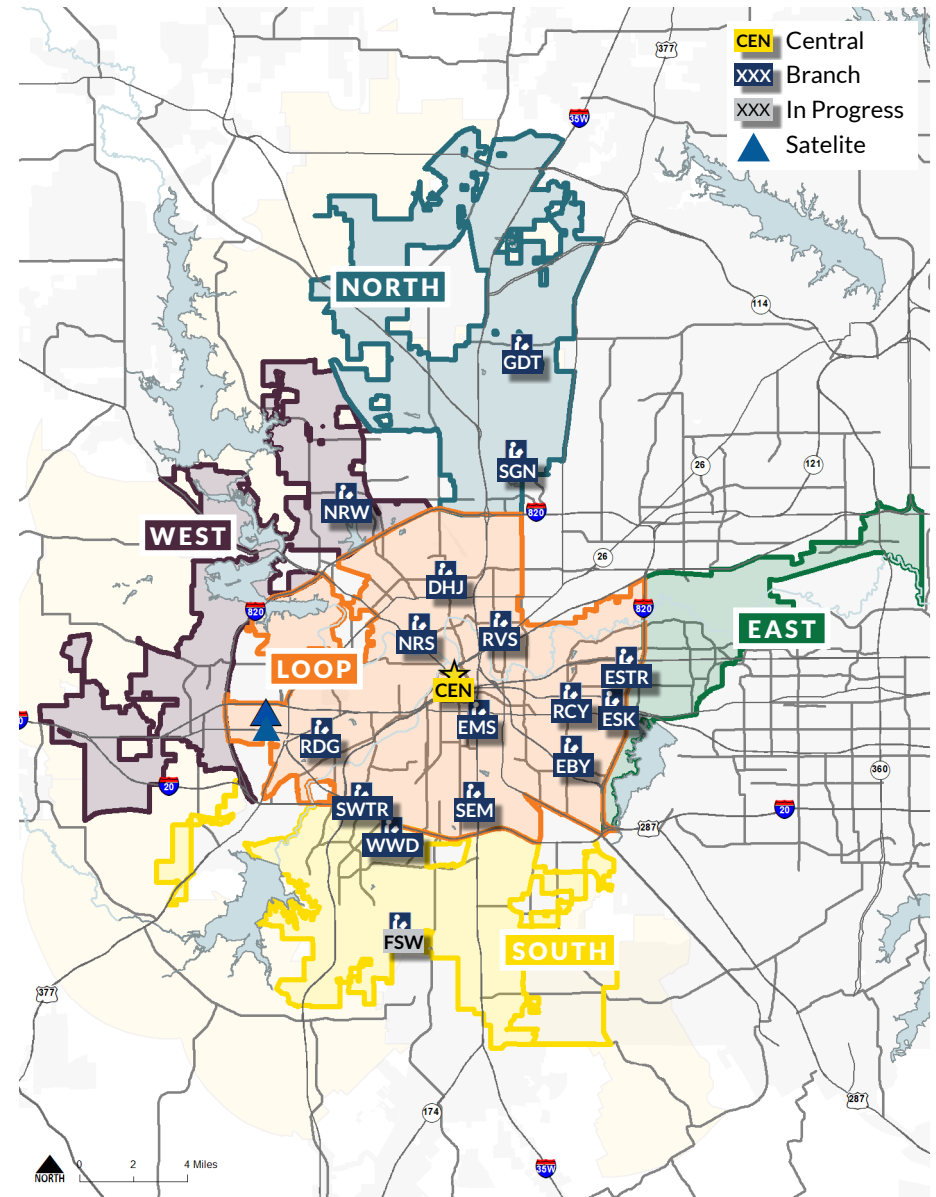 CEN Central
XXX Branch
XXX In Progress
Satelite
377
35W
NORTH
114
GDT
SGN
26
121
NRW
820
WEST
26
DHJ
820
820
NRS
RVS
EAST
LOOP
ESTR
CEN
RCY
ESK
EMS
RDG
EBY
360
20
SWTR
SEM
20
287
WWD
FSW
SOUTH
377
174
287
35W
NORTH
0 2 4 Miles